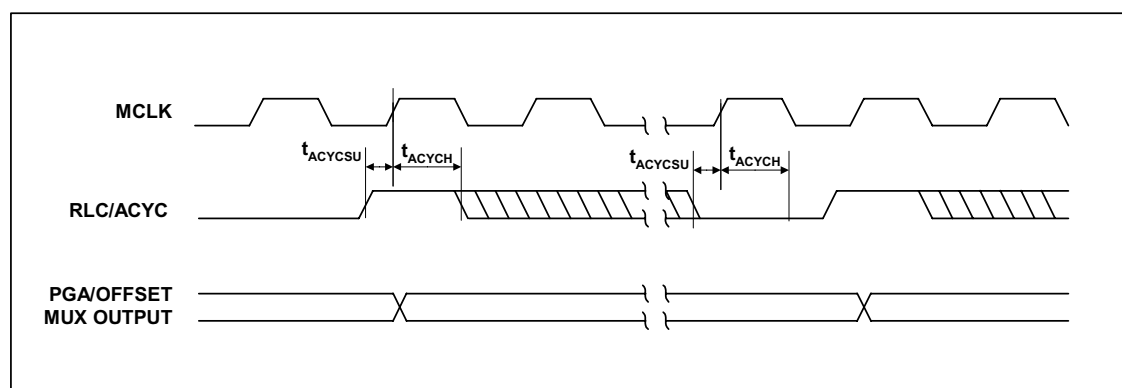 MCLK
tACYCSU
tACYCH
tACYCSU
tACYCH
RLC/ACYC
PGA/OFFSET
MUX OUTPUT